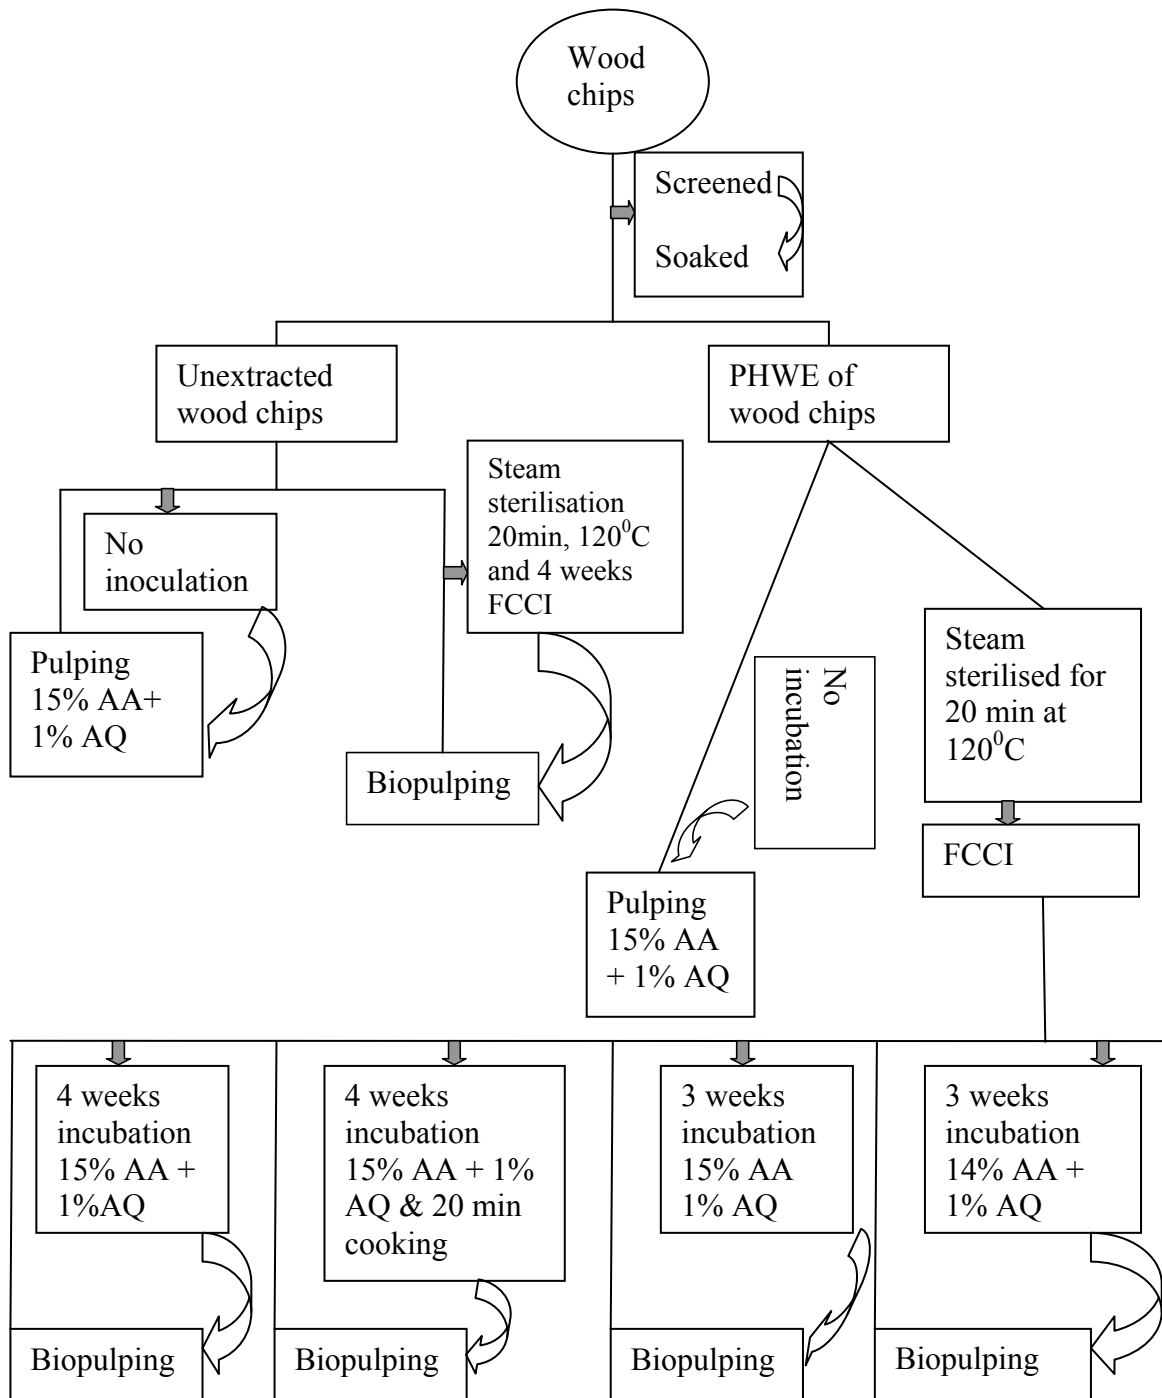 Wood
chips
Screened
Soaked
Unextracted
wood chips
PHWE of
wood chips
Steam
sterilisation
20min, 120⁰C
and 4 weeks
FCCI
No
inoculation
Pulping
15% AA+
1% AQ
Biopulping
No
incubation
Steam
sterilised for
20 min at
120⁰C
FCCI
Pulping
15% AA
+ 1% AQ
4 weeks
incubation
15% AA +
1%AQ
4 weeks
incubation
15% AA + 1%
AQ & 20 min
cooking
3 weeks
incubation
15% AA
1% AQ
3 weeks
incubation
14% AA +
1% AQ
Biopulping
Biopulping
Biopulping
Biopulping